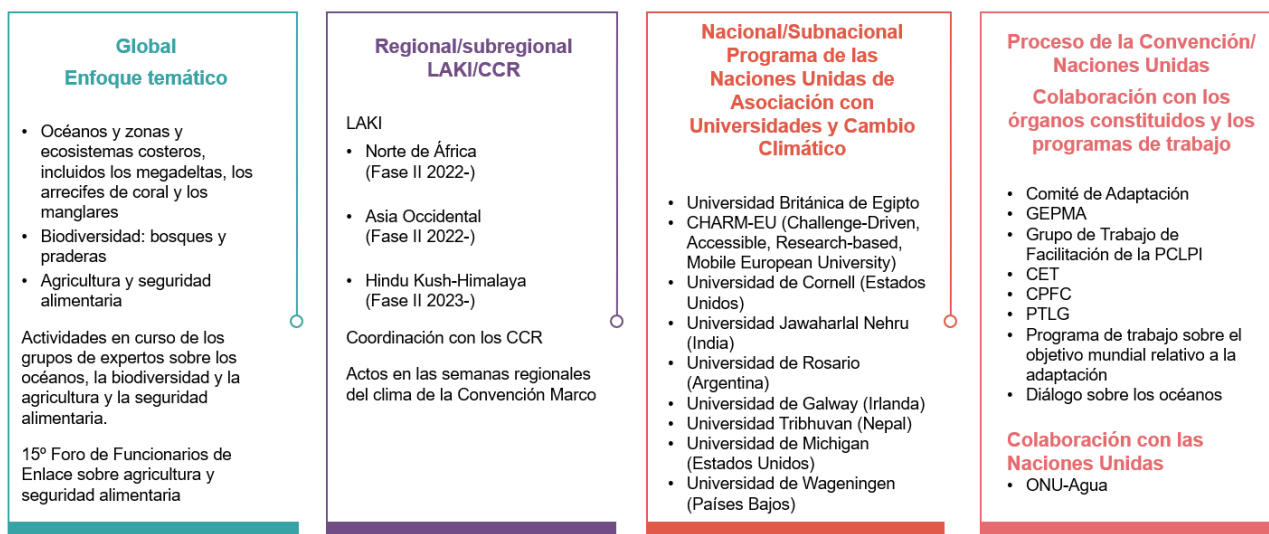 Global
Enfoque temático
• Océanos y zonas y
ecosistemas costeros,
incluidos los megadeltas, los
arrecifes de coral y los
manglares
• Biodiversidad: bosques y
praderas
• Agricultura y seguridad
alimentaria
Actividades en curso de los
grupos de expertos sobre los
océanos, la biodiversidad y la
agricultura y la seguridad
alimentaria.
15º Foro de Funcionarios de
Enlace sobre agricultura y
seguridad alimentaria
Regional/subregional
LAKI/CCR
LAKI
• Norte de África
(Fase II 2022-)
• Asia Occidental
(Fase II 2022-)
• Hindu Kush-Himalaya
(Fase II 2023-)
Coordinación con los CCR
Actos en las semanas regionales
del clima de la Convención Marco
Nacional/Subnacional
Programa de las
Naciones Unidas de
Asociación con
Universidades y Cambio
Climático
• Universidad Británica de Egipto
• CHARM-EU (Challenge-Driven,
Accessible, Research-based,
Mobile European University)
• Universidad de Cornell (Estados
Unidos)
• Universidad Jawaharlal Nehru
(India)
• Universidad de Rosario
(Argentina)
• Universidad de Galway (Irlanda)
• Universidad Tribhuvan (Nepal)
• Universidad de Michigan
(Estados Unidos)
• Universidad de Wageningen
(Países Bajos)
Proceso de la Convención/
Naciones Unidas
Colaboración con los
órganos constituidos y los
programas de trabajo
• Comité de Adaptación
• GEPMA
• Grupo de Trabajo de
Facilitación de la PCLPI
• CET
• CPFC
• PTLG
• Programa de trabajo sobre el
objetivo mundial relativo a la
adaptación
• Diálogo sobre los océanos
Colaboración con las
Naciones Unidas
• ONU-Agua